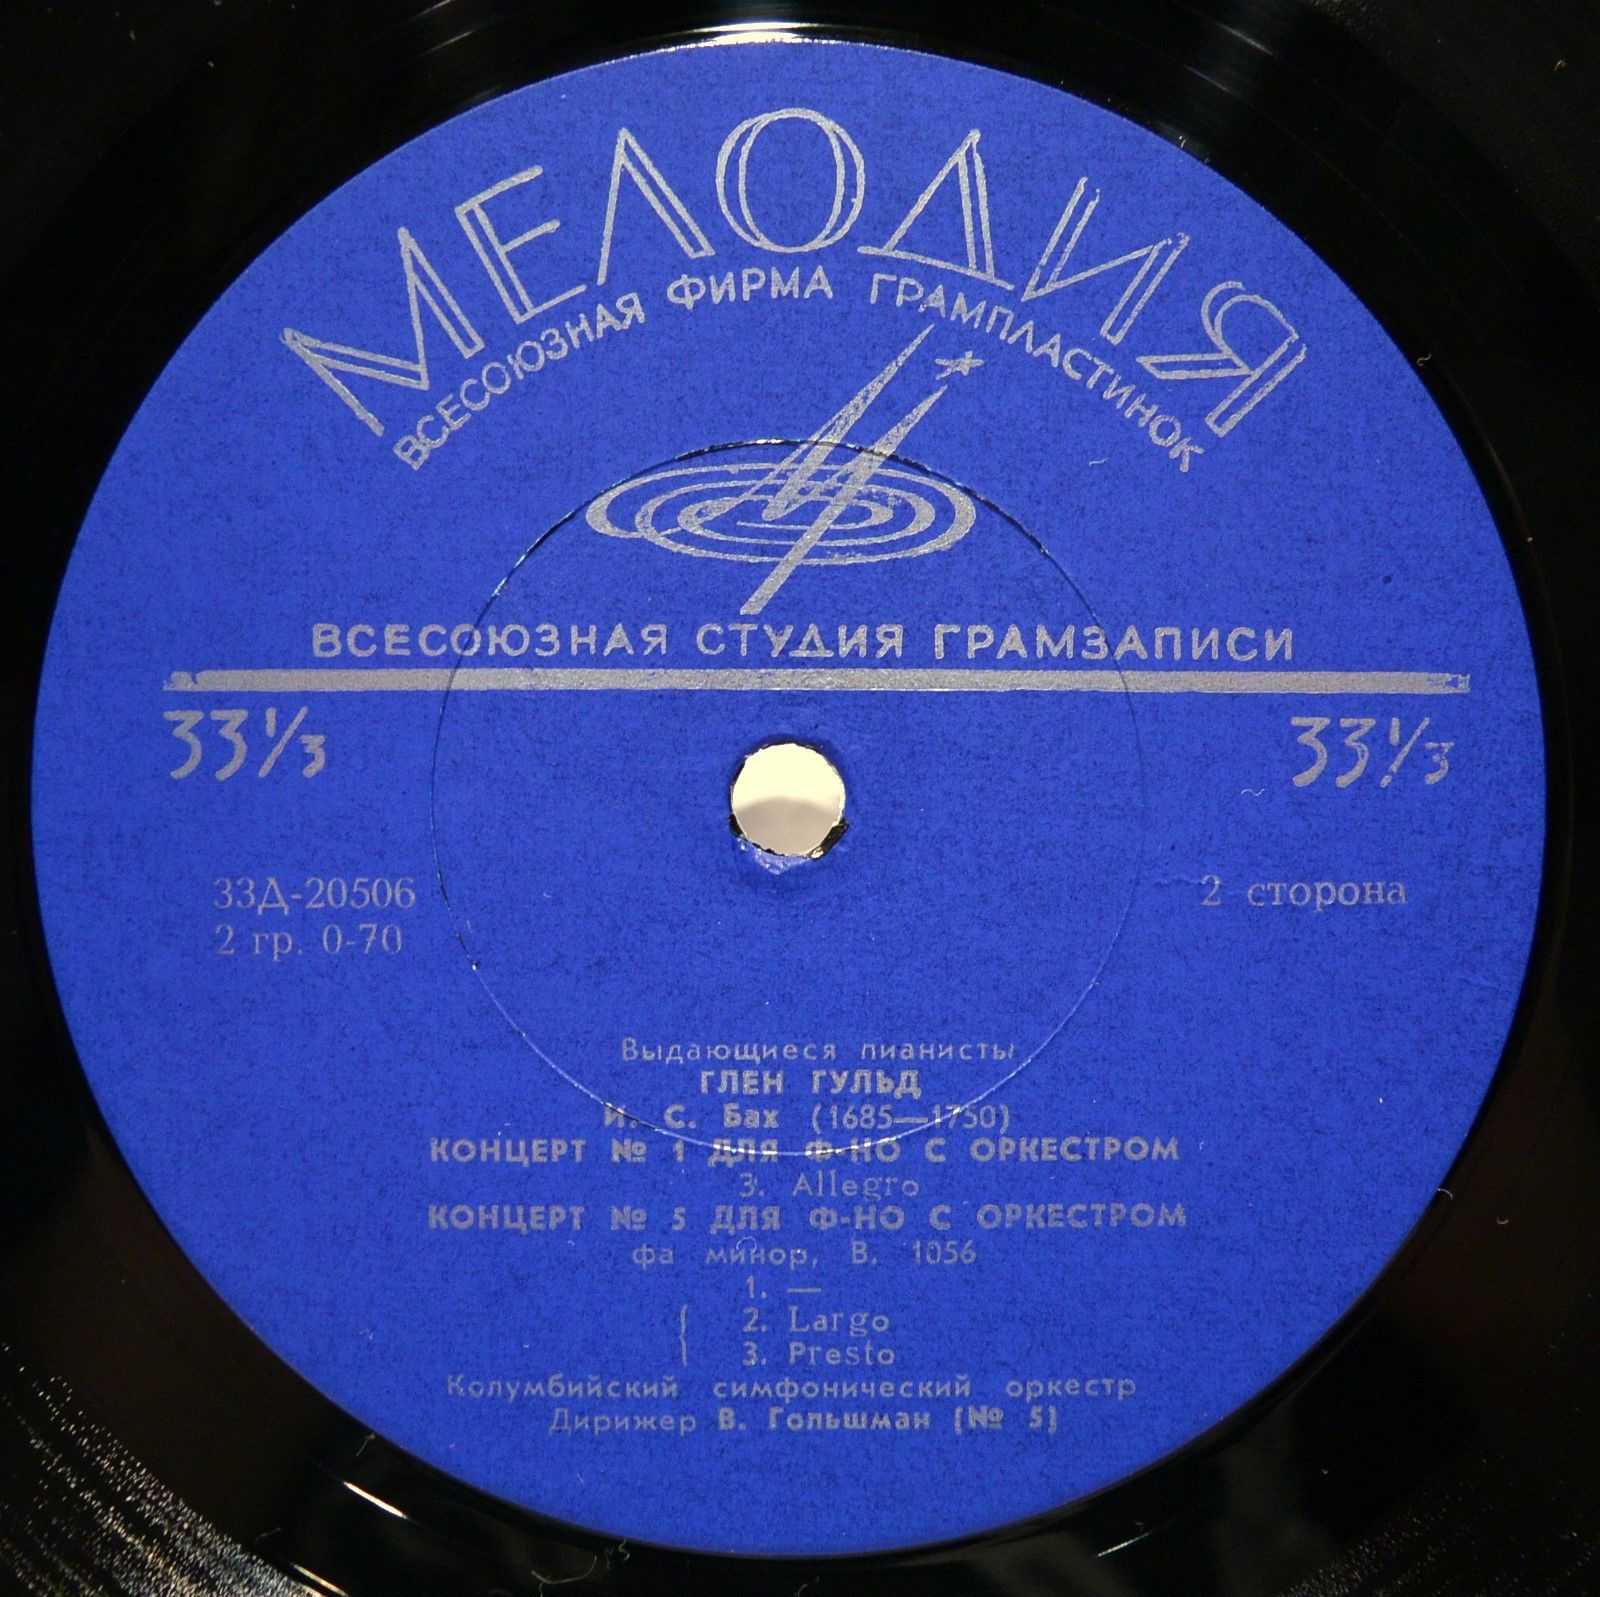 МЕЛОДИЯ
ВСЕСОЮЗНАЯ ФИРМА ГРАМПЛАСТИНОК
ВСЕСОЮЗНАЯ СТУДИЯ ГРАМЗАПИСИ
33⅓ 33⅓
33Д-20506 2 сторона
2 гр. 0-70
Выдающиеся пианисты
ГЛЕН ГУЛЬД
И. С. Бах (1685—1750)
КОНЦЕРТ № 1 ДЛЯ Ф-НО С ОРКЕСТРОМ
3. Allegro
КОНЦЕРТ № 5 ДЛЯ Ф-НО С ОРКЕСТРОМ
фа минор, В. 1056
1. —
2. Largo
3. Presto
Колумбийский симфонический оркестр
Дирижер В. Гольшман (№ 5)